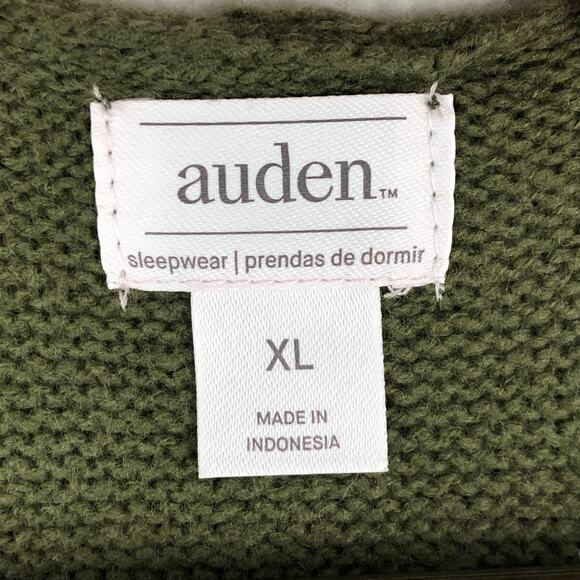 auden™
sleepwear | prendas de dormir
XL
MADE IN
INDONESIA